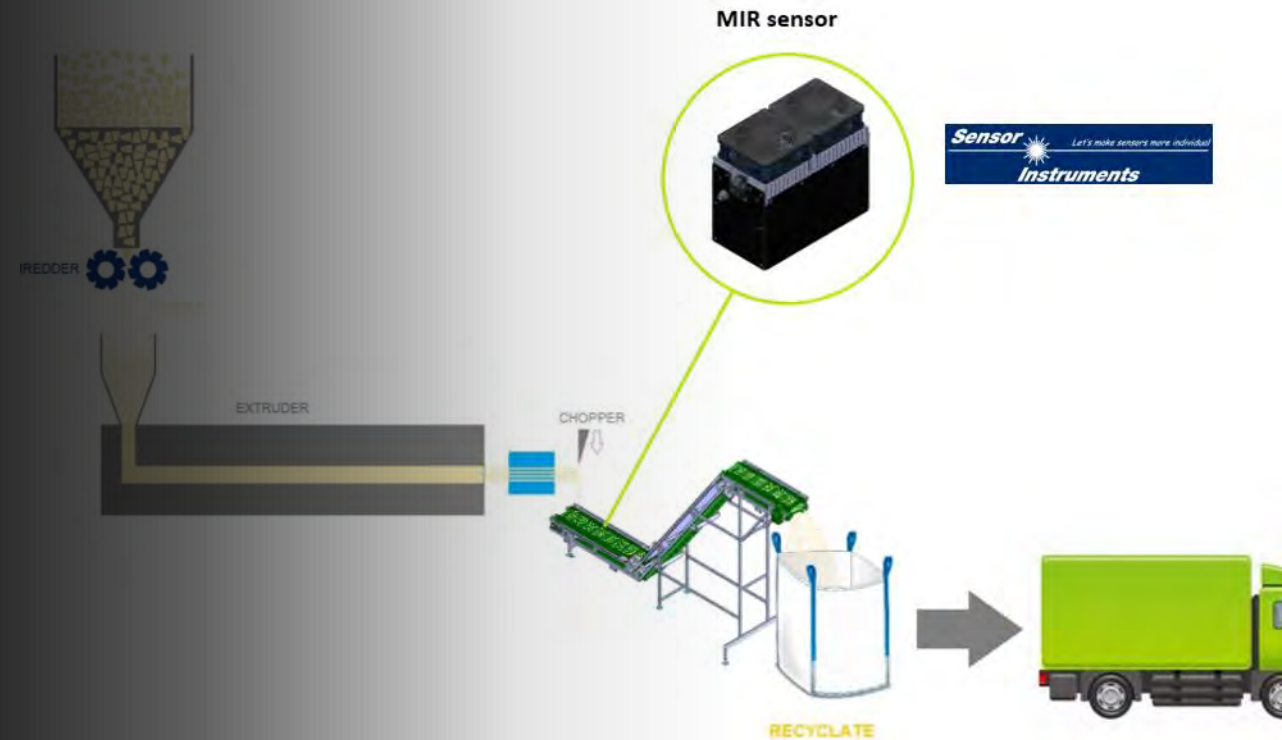 MIR sensor
Sensor
Let's make sensors more individual
Instruments
IREDDER
EXTRUDER
CHOPPER
RECYCLATE